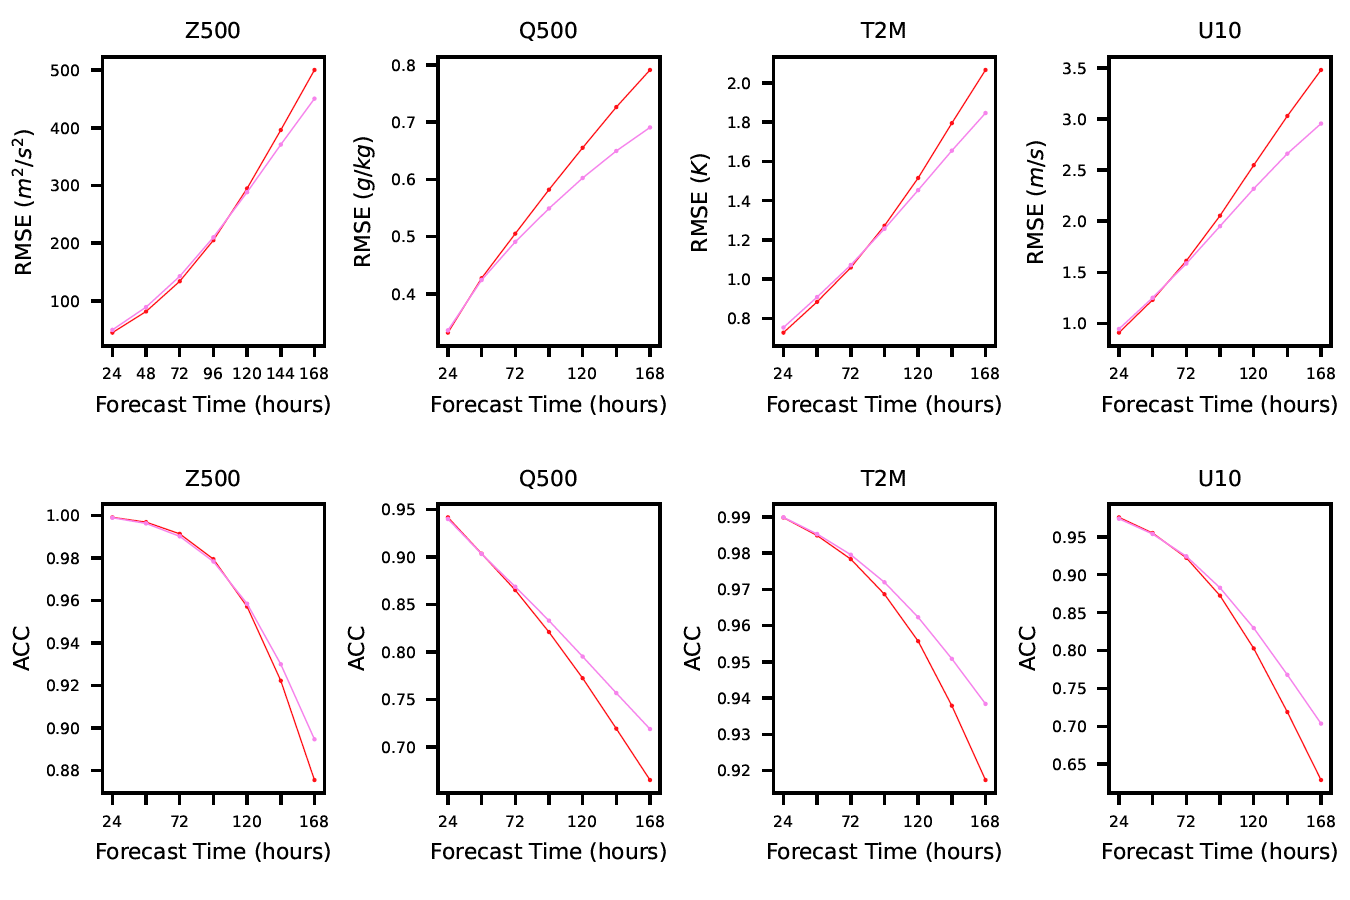 Z500 Q500 T2M U10
RMSE (m²/s²)
500
400
300
200
100
24 48 72 96 120 144 168
Forecast Time (hours)
RMSE (g/kg)
0.8
0.7
0.6
0.5
0.4
24 72 120 168
Forecast Time (hours)
RMSE (K)
2.0
1.8
1.6
1.4
1.2
1.0
0.8
24 72 120 168
Forecast Time (hours)
RMSE (m/s)
3.5
3.0
2.5
2.0
1.5
1.0
24 72 120 168
Forecast Time (hours)
Z500 Q500 T2M U10
ACC
1.00
0.98
0.96
0.94
0.92
0.90
0.88
24 72 120 168
Forecast Time (hours)
ACC
0.95
0.90
0.85
0.80
0.75
0.70
24 72 120 168
Forecast Time (hours)
ACC
0.99
0.98
0.97
0.96
0.95
0.94
0.93
0.92
24 72 120 168
Forecast Time (hours)
ACC
0.95
0.90
0.85
0.80
0.75
0.70
0.65
24 72 120 168
Forecast Time (hours)